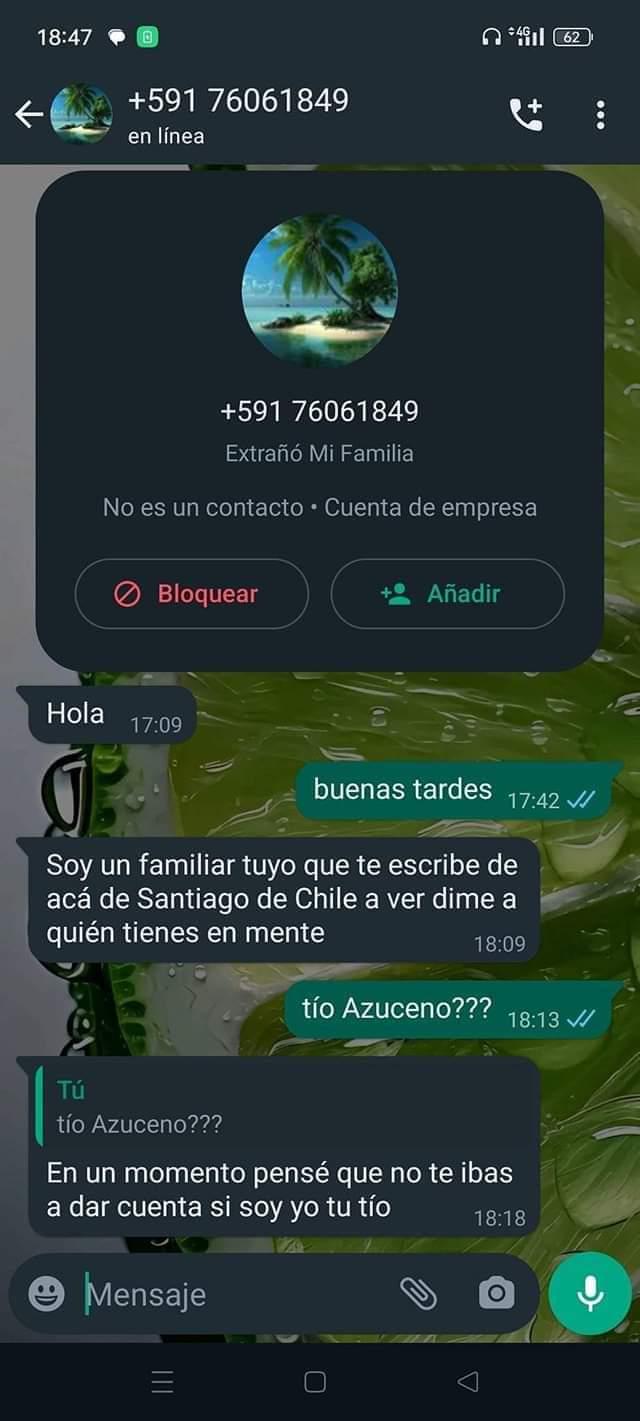 18:47
4G
62
+591 76061849
en línea
+591 76061849
Extrañó Mi Familia
No es un contacto • Cuenta de empresa
Bloquear
Añadir
Hola 17:09
buenas tardes 17:42
Soy un familiar tuyo que te escribe de
acá de Santiago de Chile a ver dime a
quién tienes en mente 18:09
tío Azuceno??? 18:13
Tú
tío Azuceno???
En un momento pensé que no te ibas
a dar cuenta si soy yo tu tío 18:18
Mensaje